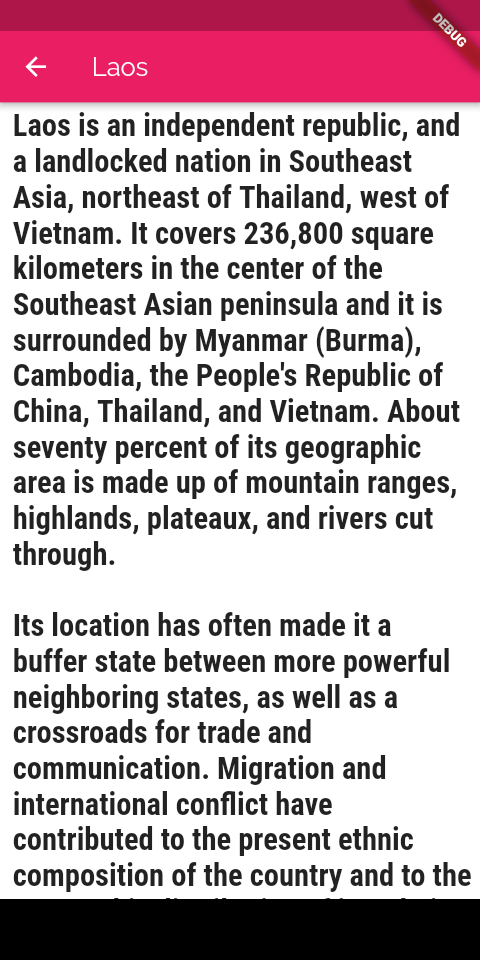 DEBUG
Laos
Laos is an independent republic, and
a landlocked nation in Southeast
Asia, northeast of Thailand, west of
Vietnam. It covers 236,800 square
kilometers in the center of the
Southeast Asian peninsula and it is
surrounded by Myanmar (Burma),
Cambodia, the People's Republic of
China, Thailand, and Vietnam. About
seventy percent of its geographic
area is made up of mountain ranges,
highlands, plateaux, and rivers cut
through.
Its location has often made it a
buffer state between more powerful
neighboring states, as well as a
crossroads for trade and
communication. Migration and
international conflict have
contributed to the present ethnic
composition of the country and to the